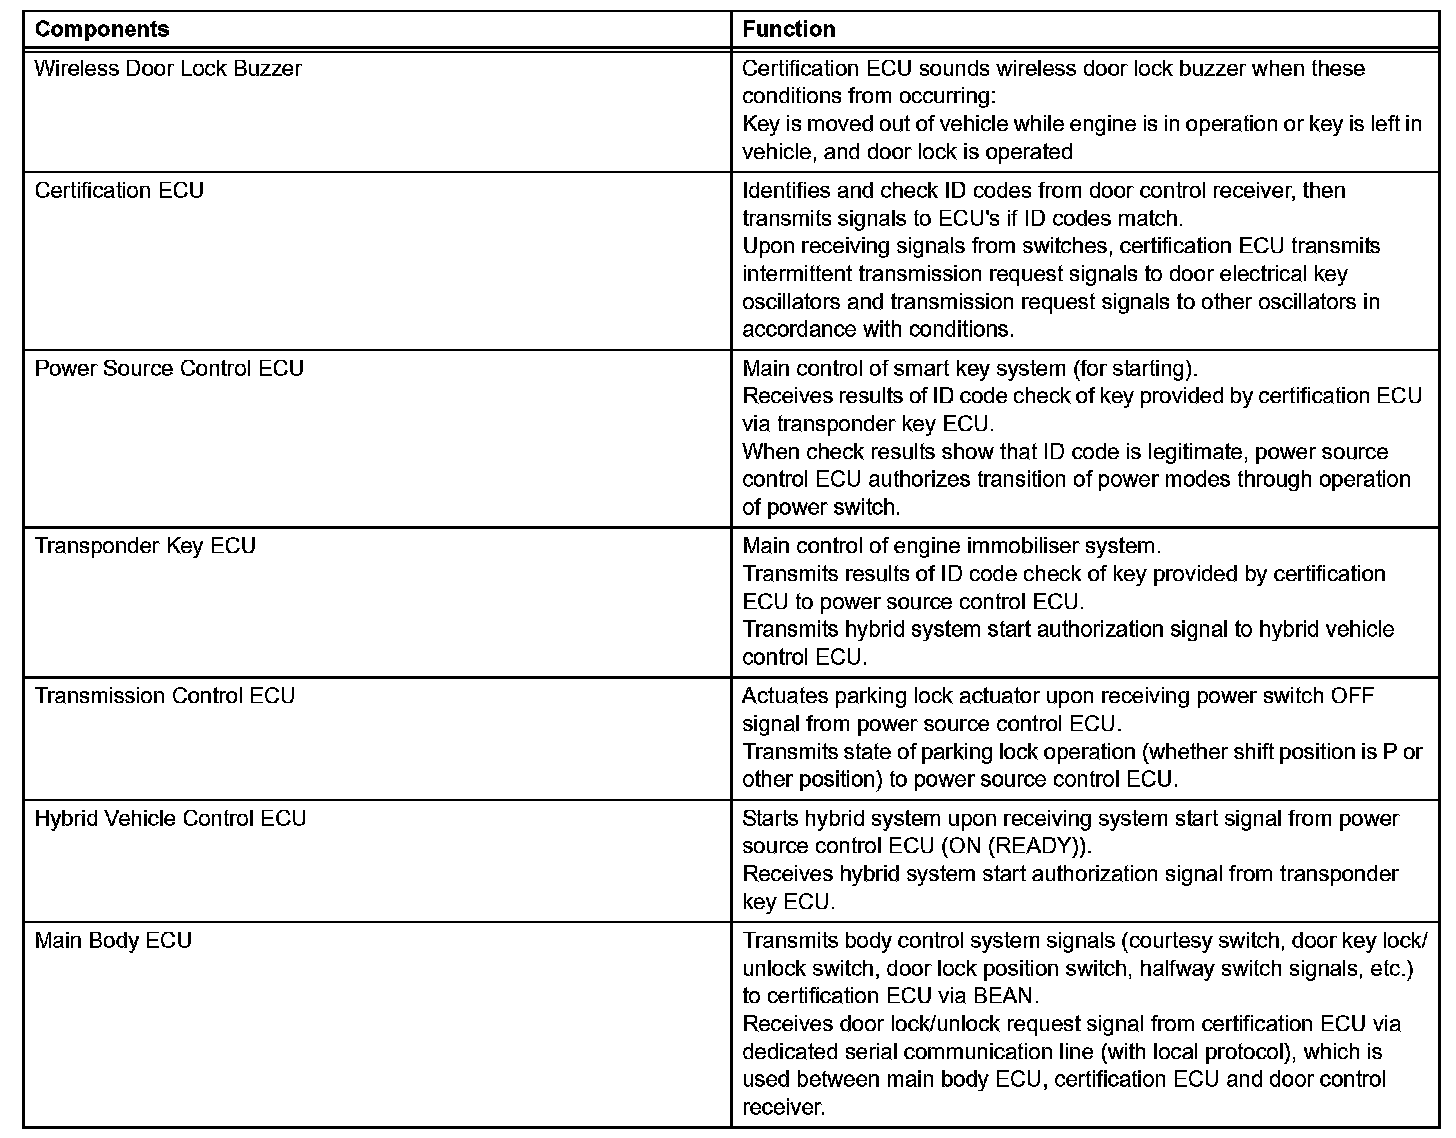 Components
Function
Wireless Door Lock Buzzer
Certification ECU sounds wireless door lock buzzer when these
conditions from occurring:
Key is moved out of vehicle while engine is in operation or key is left in
vehicle, and door lock is operated
Certification ECU
Identifies and check ID codes from door control receiver, then
transmits signals to ECU's if ID codes match.
Upon receiving signals from switches, certification ECU transmits
intermittent transmission request signals to door electrical key
oscillators and transmission request signals to other oscillators in
accordance with conditions.
Power Source Control ECU
Main control of smart key system (for starting).
Receives results of ID code check of key provided by certification ECU
via transponder key ECU.
When check results show that ID code is legitimate, power source
control ECU authorizes transition of power modes through operation
of power switch.
Transponder Key ECU
Main control of engine immobiliser system.
Transmits results of ID code check of key provided by certification
ECU to power source control ECU.
Transmits hybrid system start authorization signal to hybrid vehicle
control ECU.
Transmission Control ECU
Actuates parking lock actuator upon receiving power switch OFF
signal from power source control ECU.
Transmits state of parking lock operation (whether shift position is P or
other position) to power source control ECU.
Hybrid Vehicle Control ECU
Starts hybrid system upon receiving system start signal from power
source control ECU (ON (READY)).
Receives hybrid system start authorization signal from transponder
key ECU.
Main Body ECU
Transmits body control system signals (courtesy switch, door key lock/
unlock switch, door lock position switch, halfway switch signals, etc.)
to certification ECU via BEAN.
Receives door lock/unlock request signal from certification ECU via
dedicated serial communication line (with local protocol), which is
used between main body ECU, certification ECU and door control
receiver.